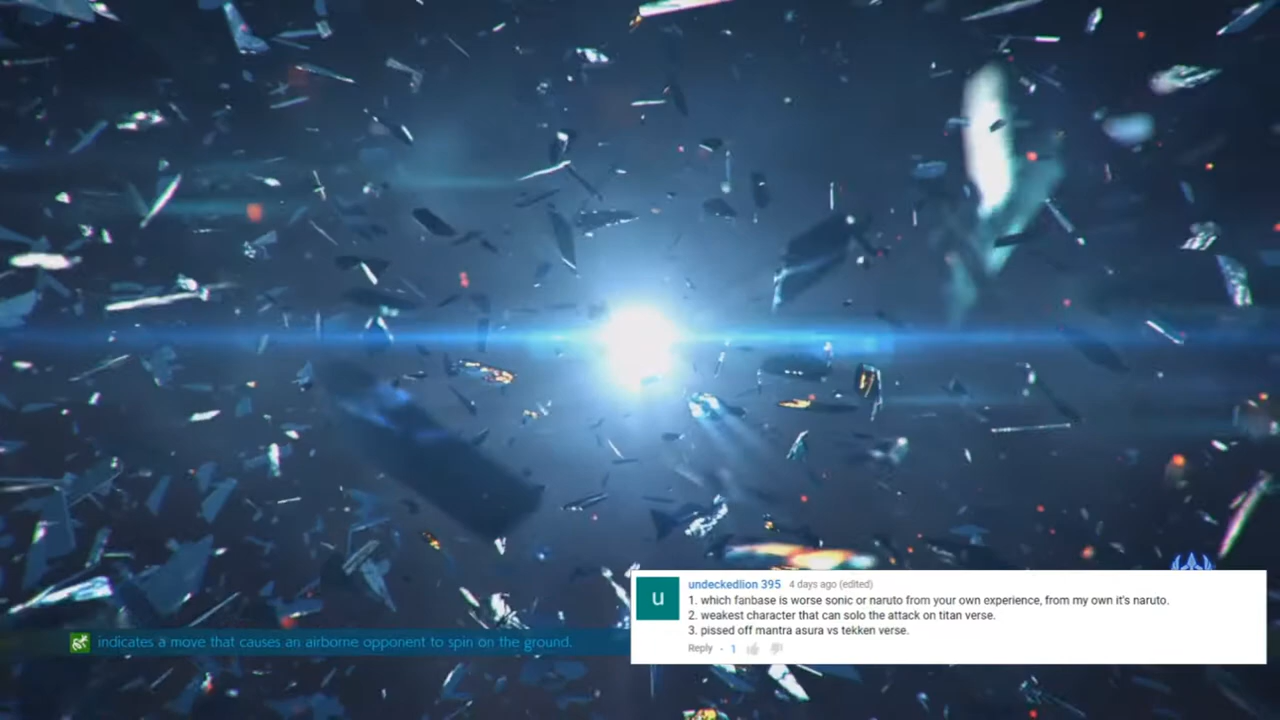 undeckedlion 395 4 days ago (edited)
1. which fanbase is worse sonic or naruto from your own experience, from my own it's naruto.
2. weakest character that can solo the attack on titan verse.
3. pissed off mantra asura vs tekken verse.
Reply · 1
u
indicates a move that causes an airborne opponent to spin on the ground.